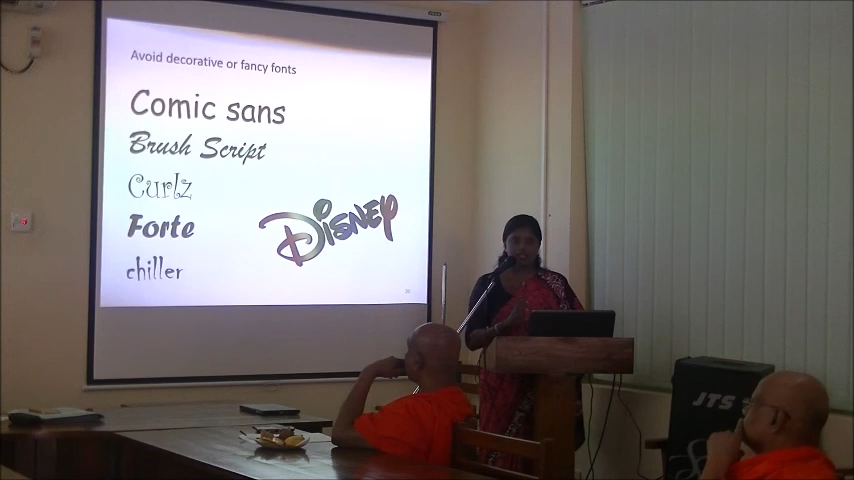 Avoid decorative or fancy fonts
Comic sans
Brush Script
Curlz
Forte
chiller
Disney
JTS